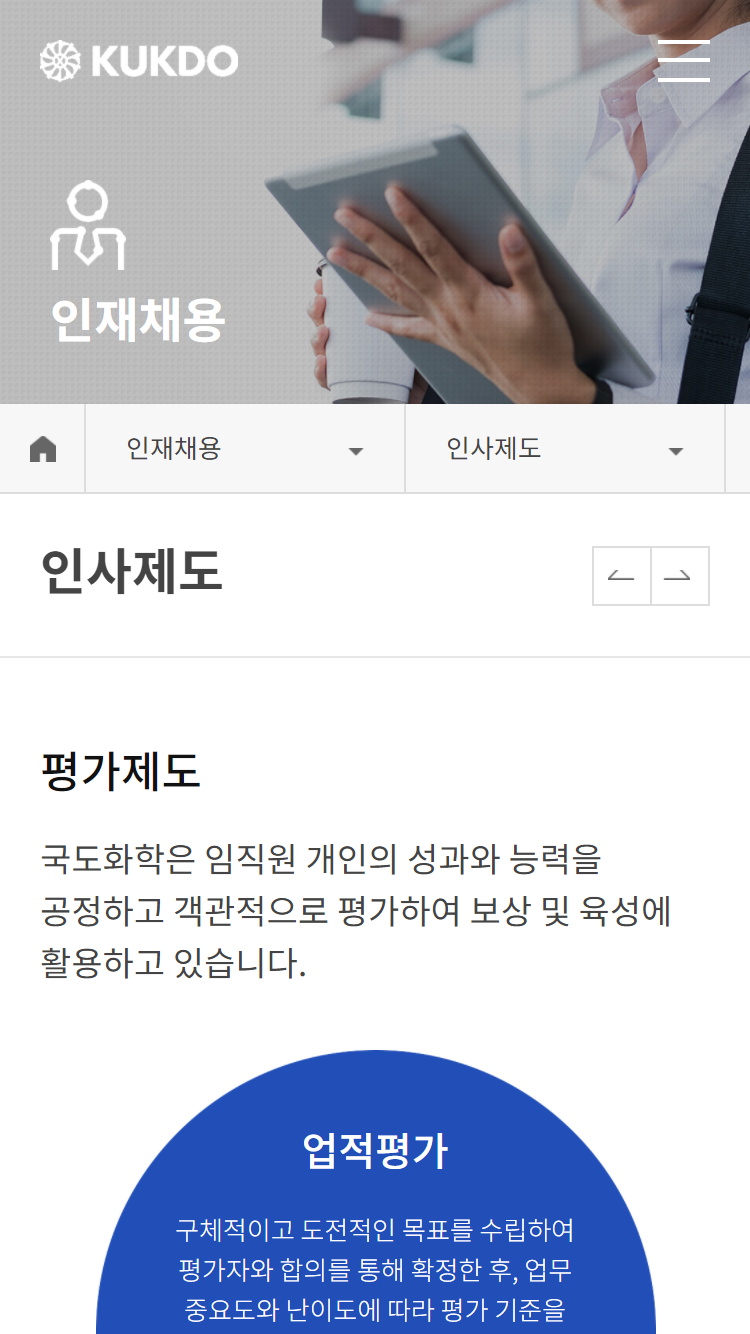 KUKDO
인재채용
인재채용
인사제도
인사제도
평가제도
국도화학은 임직원 개인의 성과와 능력을
공정하고 객관적으로 평가하여 보상 및 육성에
활용하고 있습니다.
업적평가
구체적이고 도전적인 목표를 수립하여
평가자와 합의를 통해 확정한 후, 업무
중요도와 난이도에 따라 평가 기준을